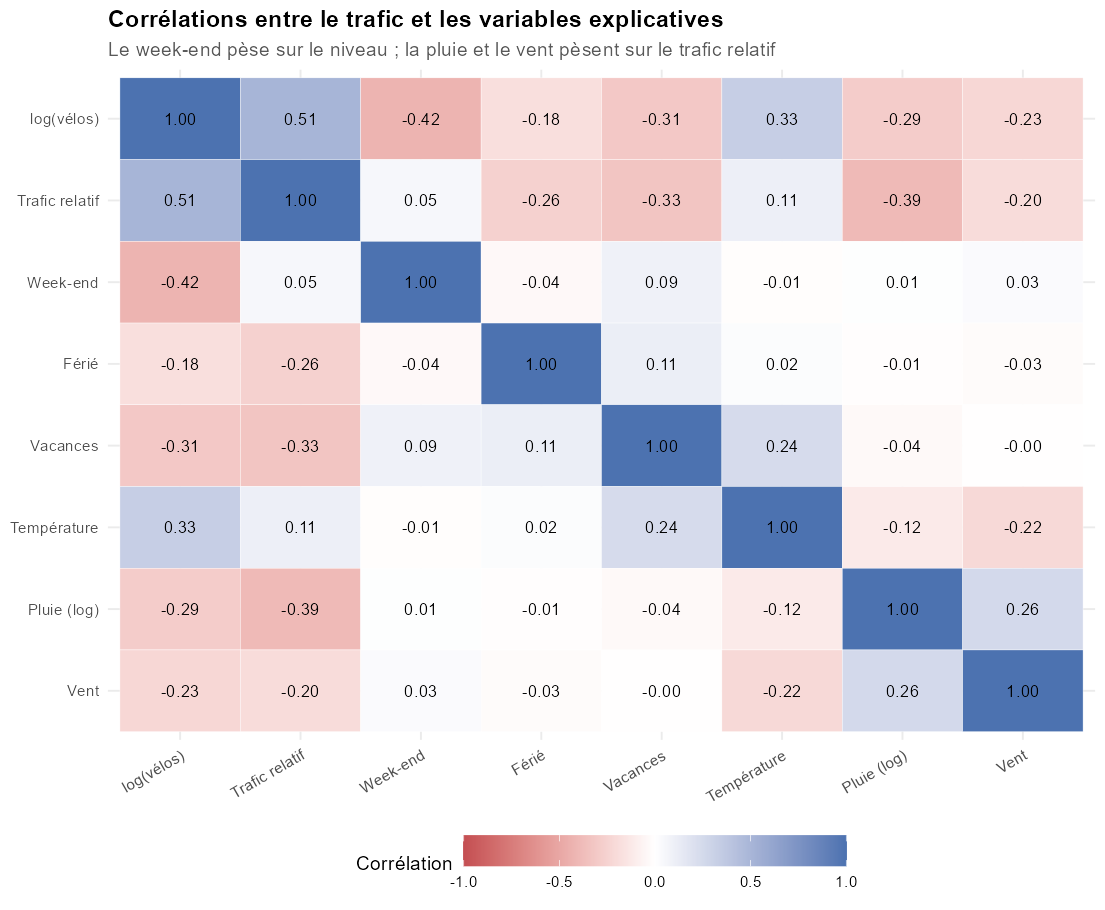 Corrélations entre le trafic et les variables explicatives
Le week-end pèse sur le niveau ; la pluie et le vent pèsent sur le trafic relatif
log(vélos) 1.00 0.51 -0.42 -0.18 -0.31 0.33 -0.29 -0.23
Trafic relatif 0.51 1.00 0.05 -0.26 -0.33 0.11 -0.39 -0.20
Week-end -0.42 0.05 1.00 -0.04 0.09 -0.01 0.01 0.03
Férié -0.18 -0.26 -0.04 1.00 0.11 0.02 -0.01 -0.03
Vacances -0.31 -0.33 0.09 0.11 1.00 0.24 -0.04 -0.00
Température 0.33 0.11 -0.01 0.02 0.24 1.00 -0.12 -0.22
Pluie (log) -0.29 -0.39 0.01 -0.01 -0.04 -0.12 1.00 0.26
Vent -0.23 -0.20 0.03 -0.03 -0.00 -0.22 0.26 1.00
log(vélos) Trafic relatif Week-end Férié Vacances Température Pluie (log) Vent
Corrélation
-1.0 -0.5 0.0 0.5 1.0